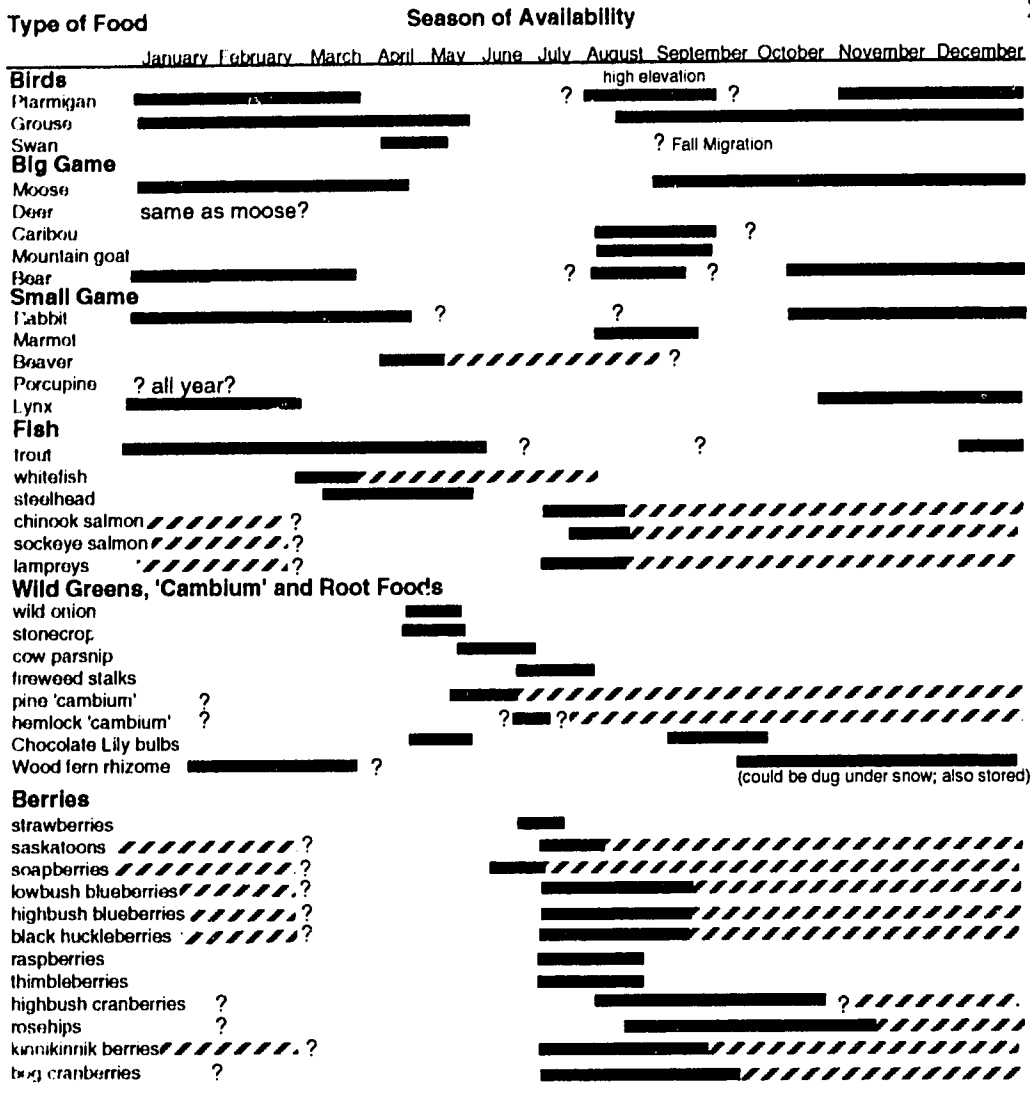 Type of Food
Season of Availability
January February March April May June July August September October November December
Birds
high elevation
Ptarmigan ? ?
Grouse
Swan ? Fall Migration
Big Game
Moose
Deer same as moose?
Caribou ?
Mountain goat
Bear ? ?
Small Game
Rabbit ? ?
Marmot
Beaver ?
Porcupine ? all year?
Lynx
Fish
trout ? ?
whitefish
steelhead
chinook salmon ?
sockeye salmon ?
lampreys ?
Wild Greens, 'Cambium' and Root Foods
wild onion
stonecrop
cow parsnip
fireweed stalks
pine 'cambium' ?
hemlock 'cambium' ? ? ?
Chocolate Lily bulbs
Wood fern rhizome ?
(could be dug under snow; also stored)
Berries
strawberries
saskatoons ?
soapberries ?
lowbush blueberries ?
highbush blueberries ?
black huckleberries ?
raspberries
thimbleberries
highbush cranberries ? ?
rosehips ?
kinnikinnik berries ?
bog cranberries ?